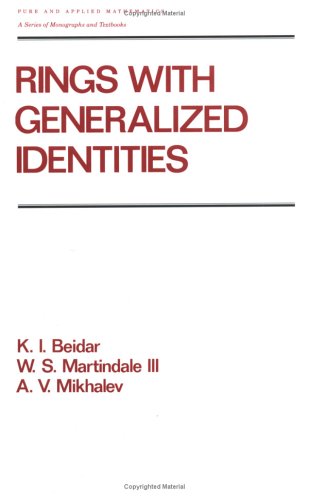 PURE AND APPLIED MATHEMATICS
A Series of Monographs and Textbooks
RINGS WITH
GENERALIZED
IDENTITIES
K. I. Beidar
W. S. Martindale III
A. V. Mikhalev
Copyrighted Material
Copyrighted Material